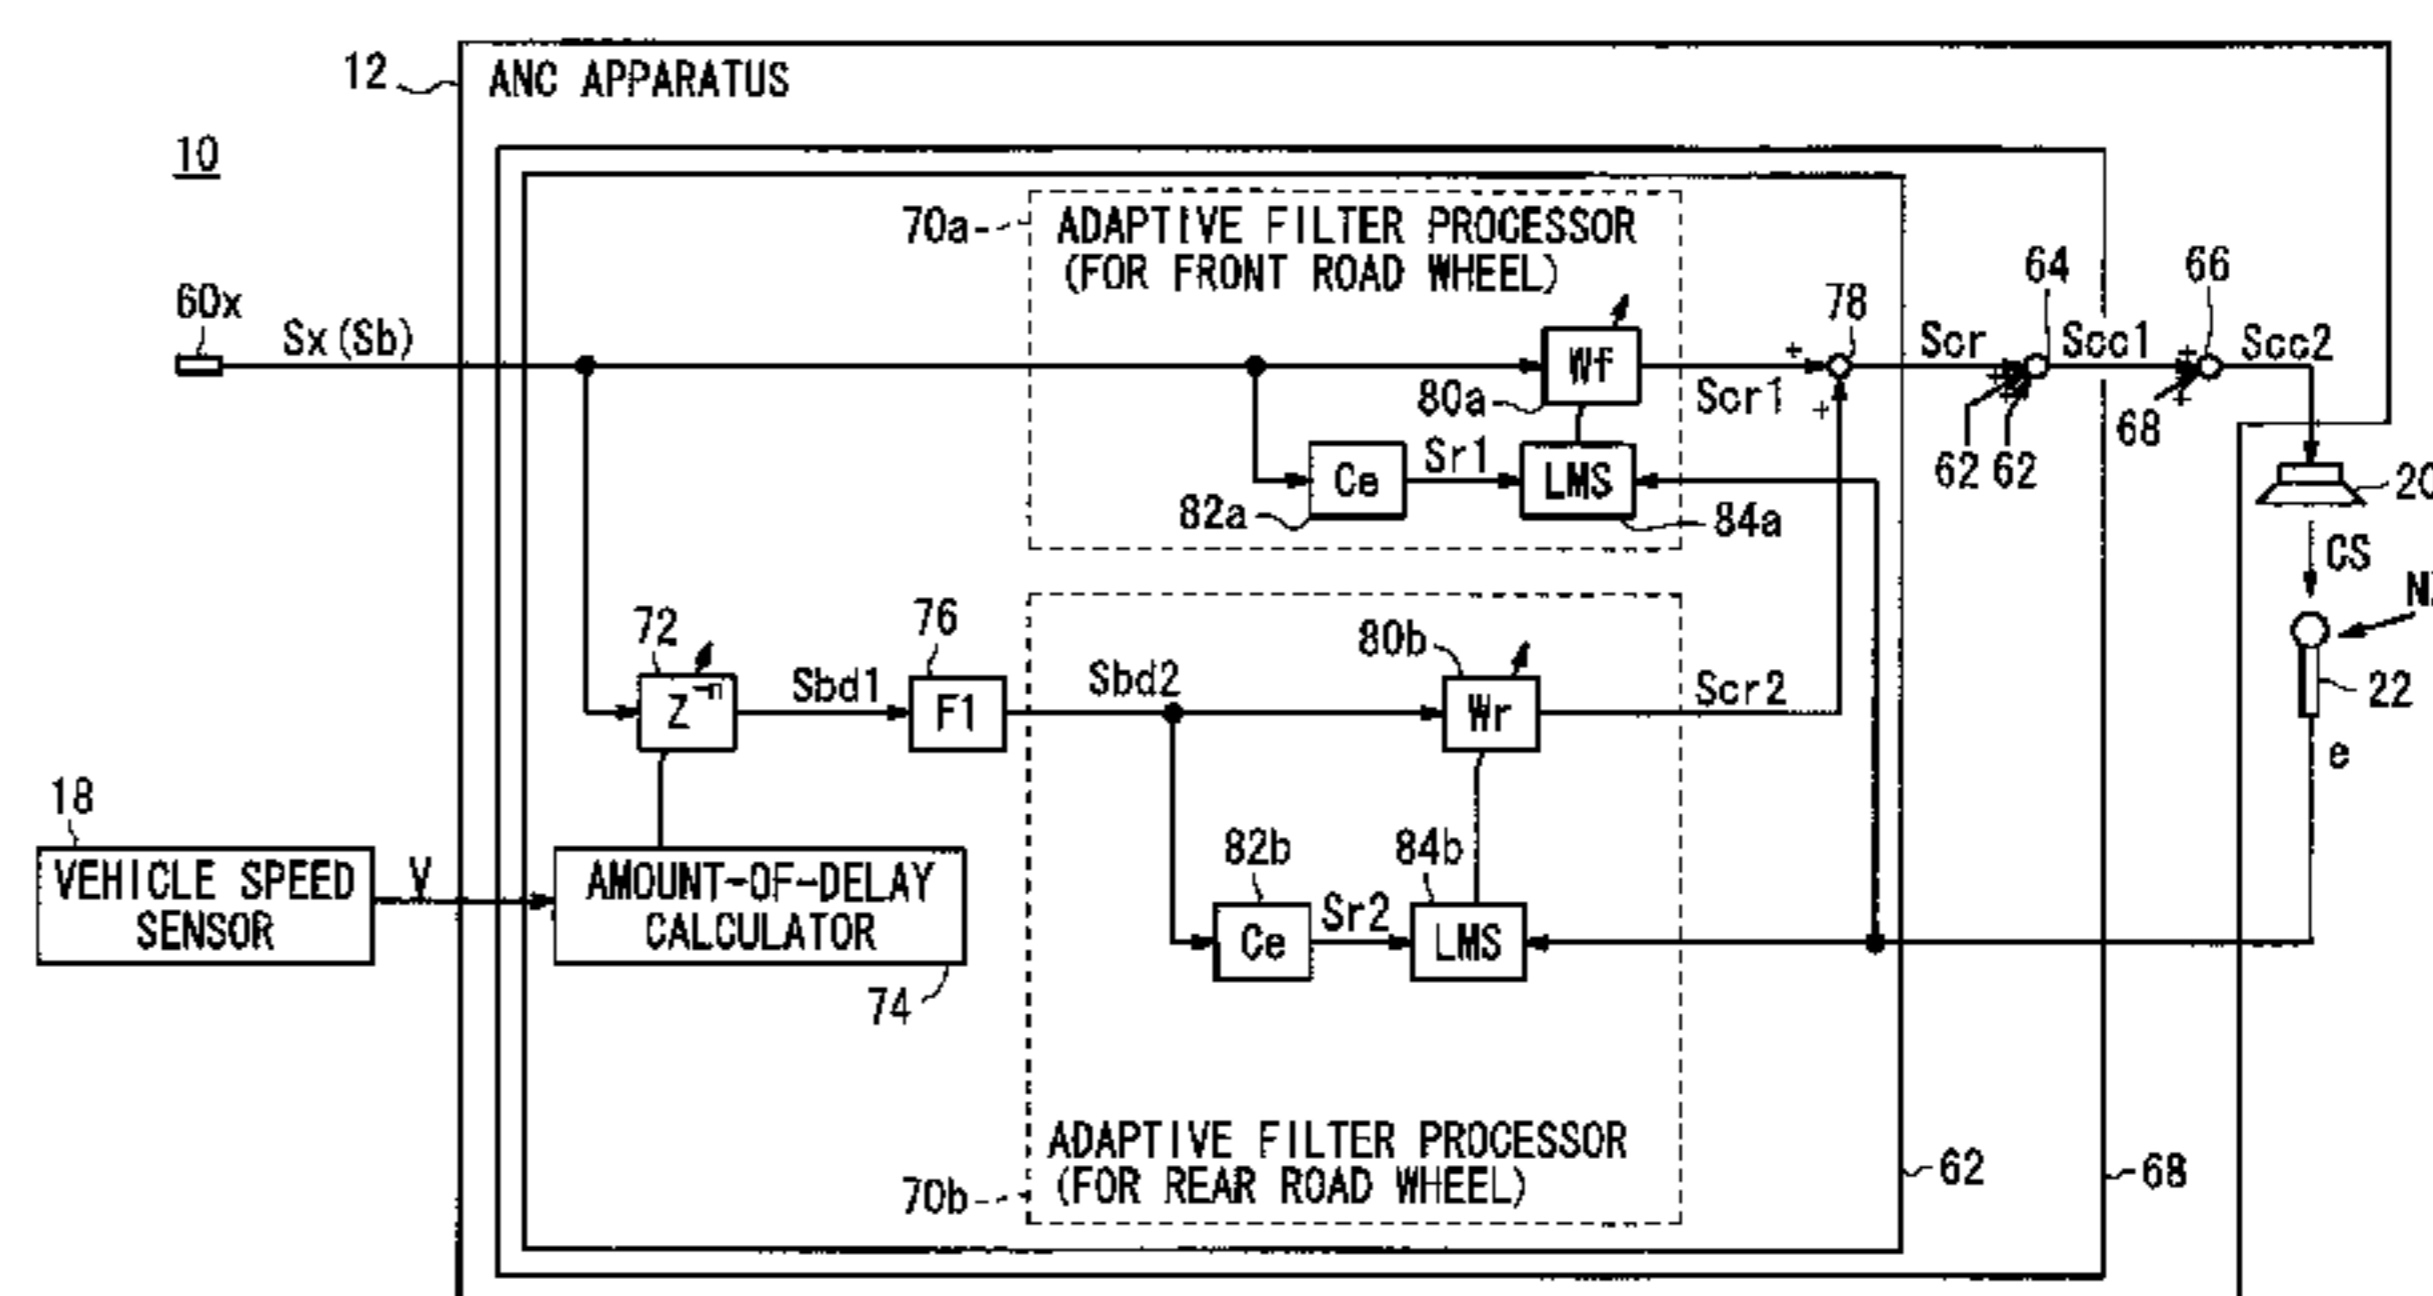 12
ANC APPARATUS
10
70a
ADAPTIVE FILTER PROCESSOR
(FOR FRONT ROAD WHEEL)
60x
Sx(Sb)
Wf
80a
Scr1
+
+
78
Scr
64
Scc1
66
Scc2
+
+
+
+
+
62
62
68
Ce
82a
Sr1
LMS
84a
20
CS
22
e
72
Z⁻ⁿ
Sbd1
76
F1
Sbd2
80b
Wr
Scr2
18
VEHICLE SPEED
SENSOR
V
AMOUNT-OF-DELAY
CALCULATOR
74
82b
Ce
Sr2
84b
LMS
ADAPTIVE FILTER PROCESSOR
(FOR REAR ROAD WHEEL)
70b
62
68